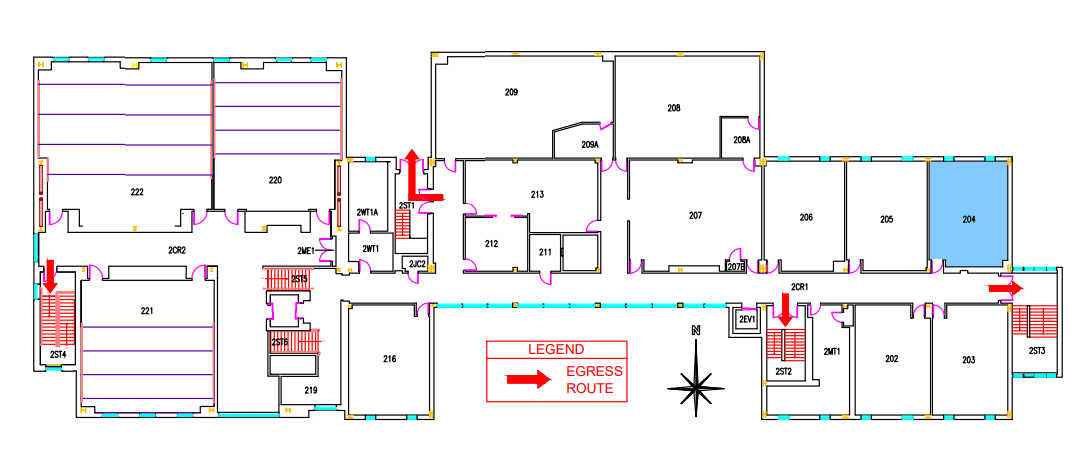 209
208
209A
208A
222
220
2WT1A
2ST1
213
207
206
205
204
212
211
2CR2
2ME1
2WT1
2JC2
207B
2ST5
2CR1
221
2ST4
2ST6
219
216
N
2EV1
2ST2
2MT1
202
203
2ST3
LEGEND
EGRESS
ROUTE